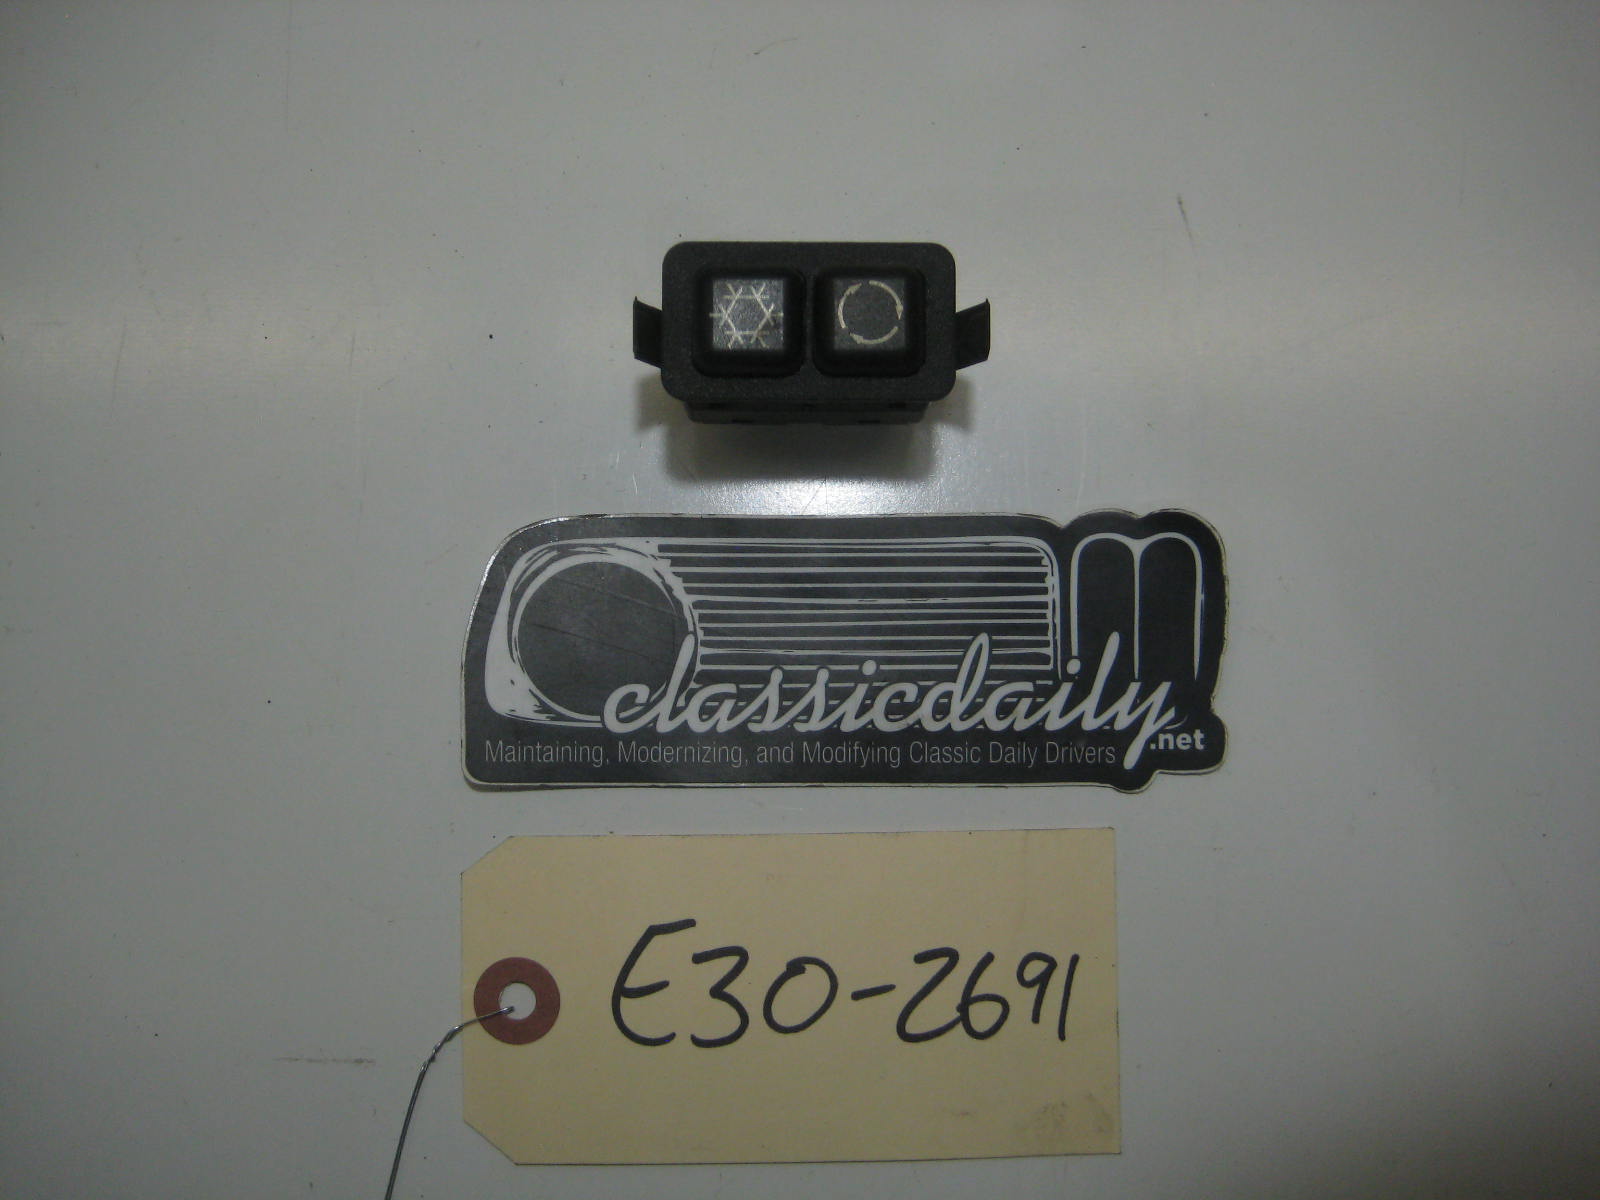 classicdaily
.net
Maintaining, Modernizing, and Modifying Classic Daily Drivers
E30-2691